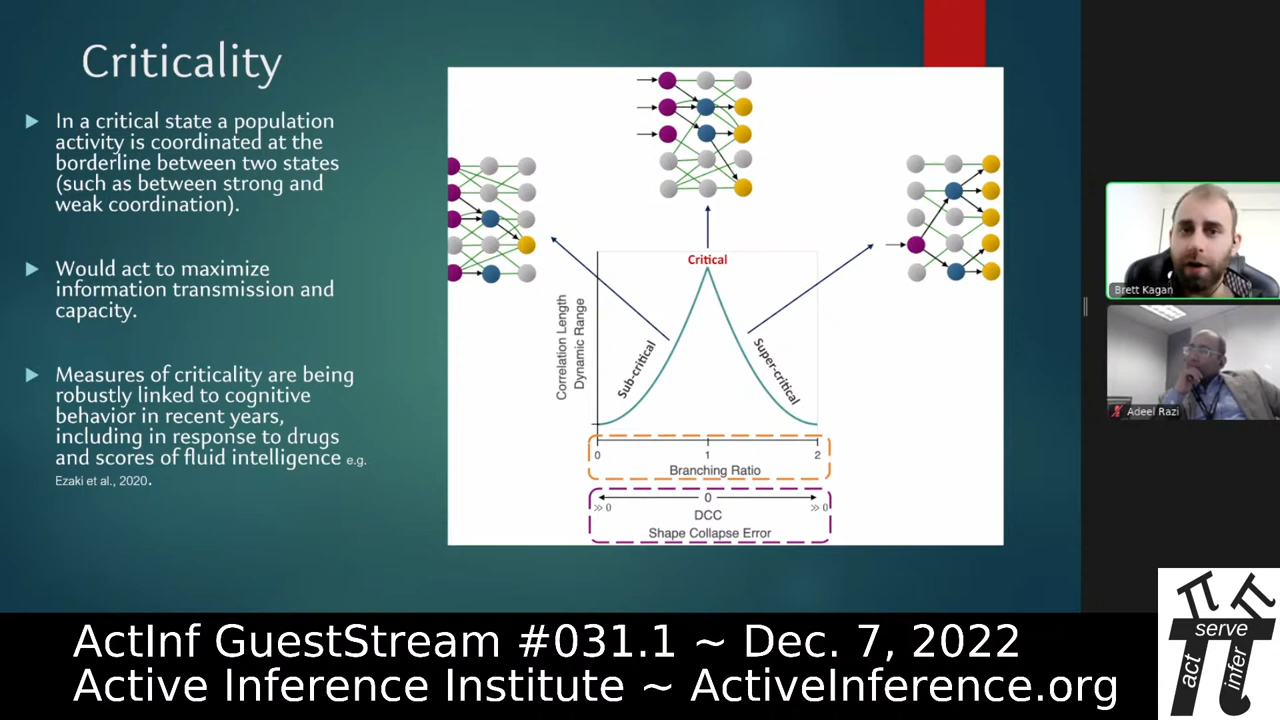 Criticality
In a critical state a population
activity is coordinated at the
borderline between two states
(such as between strong and
weak coordination).
Would act to maximize
information transmission and
capacity.
Measures of criticality are being
robustly linked to cognitive
behavior in recent years,
including in response to drugs
and scores of fluid intelligence e.g.
Ezaki et al., 2020.
Critical
Correlation Length
Dynamic Range
Sub-critical
Super-critical
0 1 2
Branching Ratio
0
>> 0 >> 0
DCC
Shape Collapse Error
Brett Kagan
Adeel Razi
ActInf GuestStream #031.1 ~ Dec. 7, 2022
Active Inference Institute ~ ActiveInference.org
π π
serve
act
infer